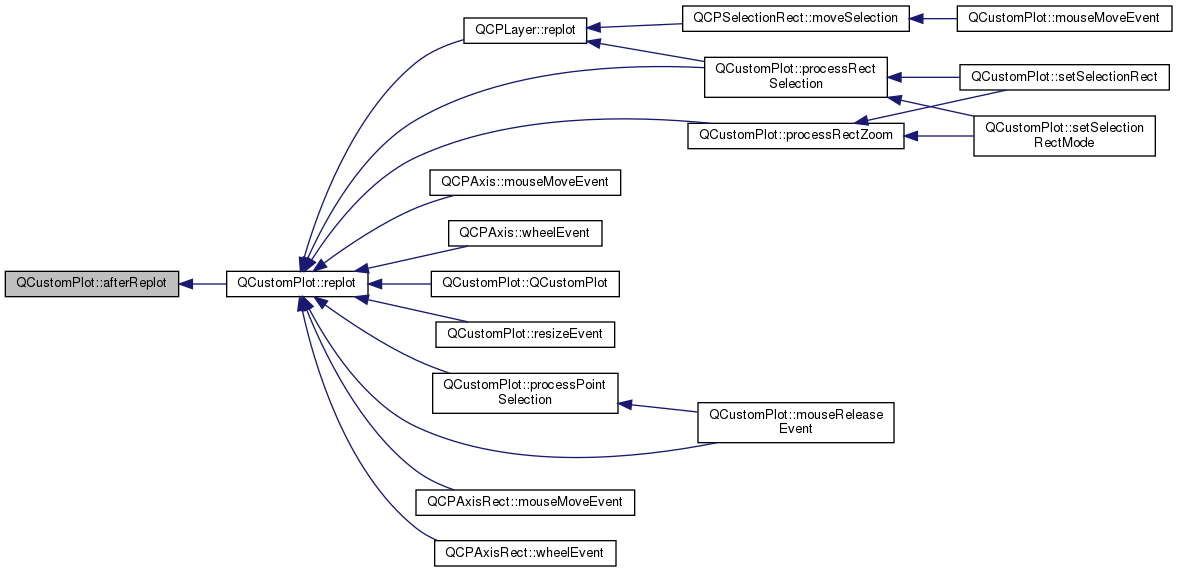 QCPLayer::replot
QCPSelectionRect::moveSelection
QCustomPlot::mouseMoveEvent
QCustomPlot::processRect
Selection
QCustomPlot::setSelectionRect
QCustomPlot::processRectZoom
QCustomPlot::setSelection
RectMode
QCPAxis::mouseMoveEvent
QCPAxis::wheelEvent
QCustomPlot::afterReplot
QCustomPlot::replot
QCustomPlot::QCustomPlot
QCustomPlot::resizeEvent
QCustomPlot::processPoint
Selection
QCustomPlot::mouseRelease
Event
QCPAxisRect::mouseMoveEvent
QCPAxisRect::wheelEvent